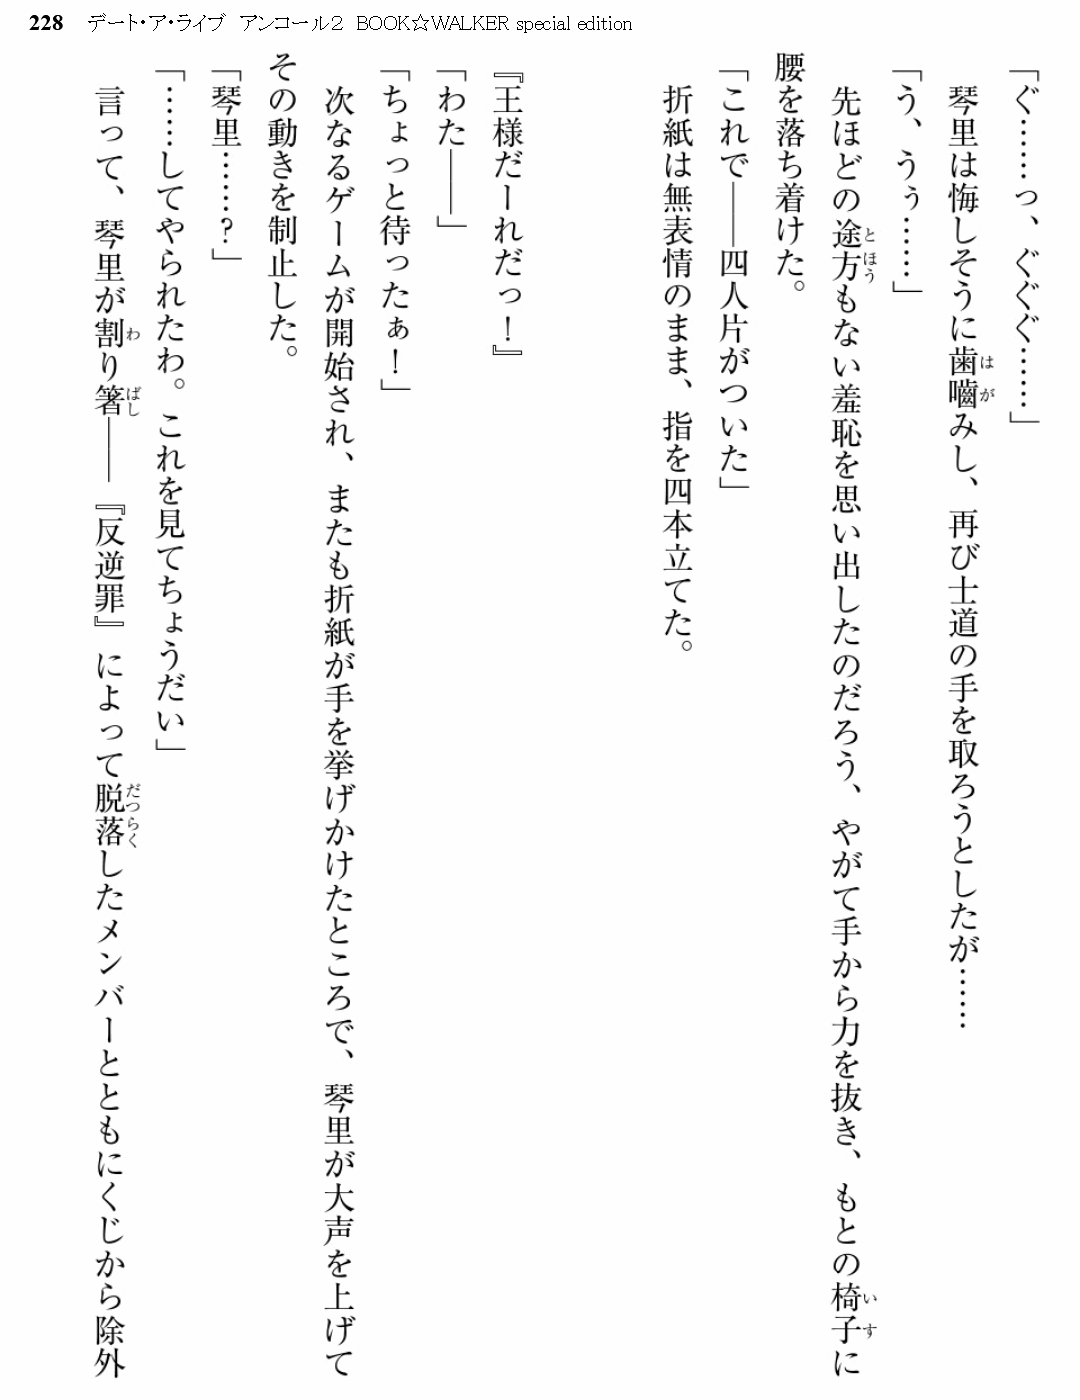 228 デート・ア・ライブ アンコール2 BOOK☆WALKER special edition
「ぐ……っ、ぐぐぐ……」
琴里は悔しそうに歯嚙みし、再び士道の手を取ろうとしたが……
「う、うぅ……」
先ほどの途方もない羞恥を思い出したのだろう、やがて手から力を抜き、もとの椅子に
腰を落ち着けた。
「これで――四人片がついた」
折紙は無表情のまま、指を四本立てた。
『王様だーれだっ！』
「わた――」
「ちょっと待ったぁ！」
次なるゲームが開始され、またも折紙が手を挙げかけたところで、琴里が大声を上げて
その動きを制止した。
「琴里……？」
「……してやられたわ。これを見てちょうだい」
言って、琴里が割り箸――『反逆罪』によって脱落したメンバーとともにくじから除外